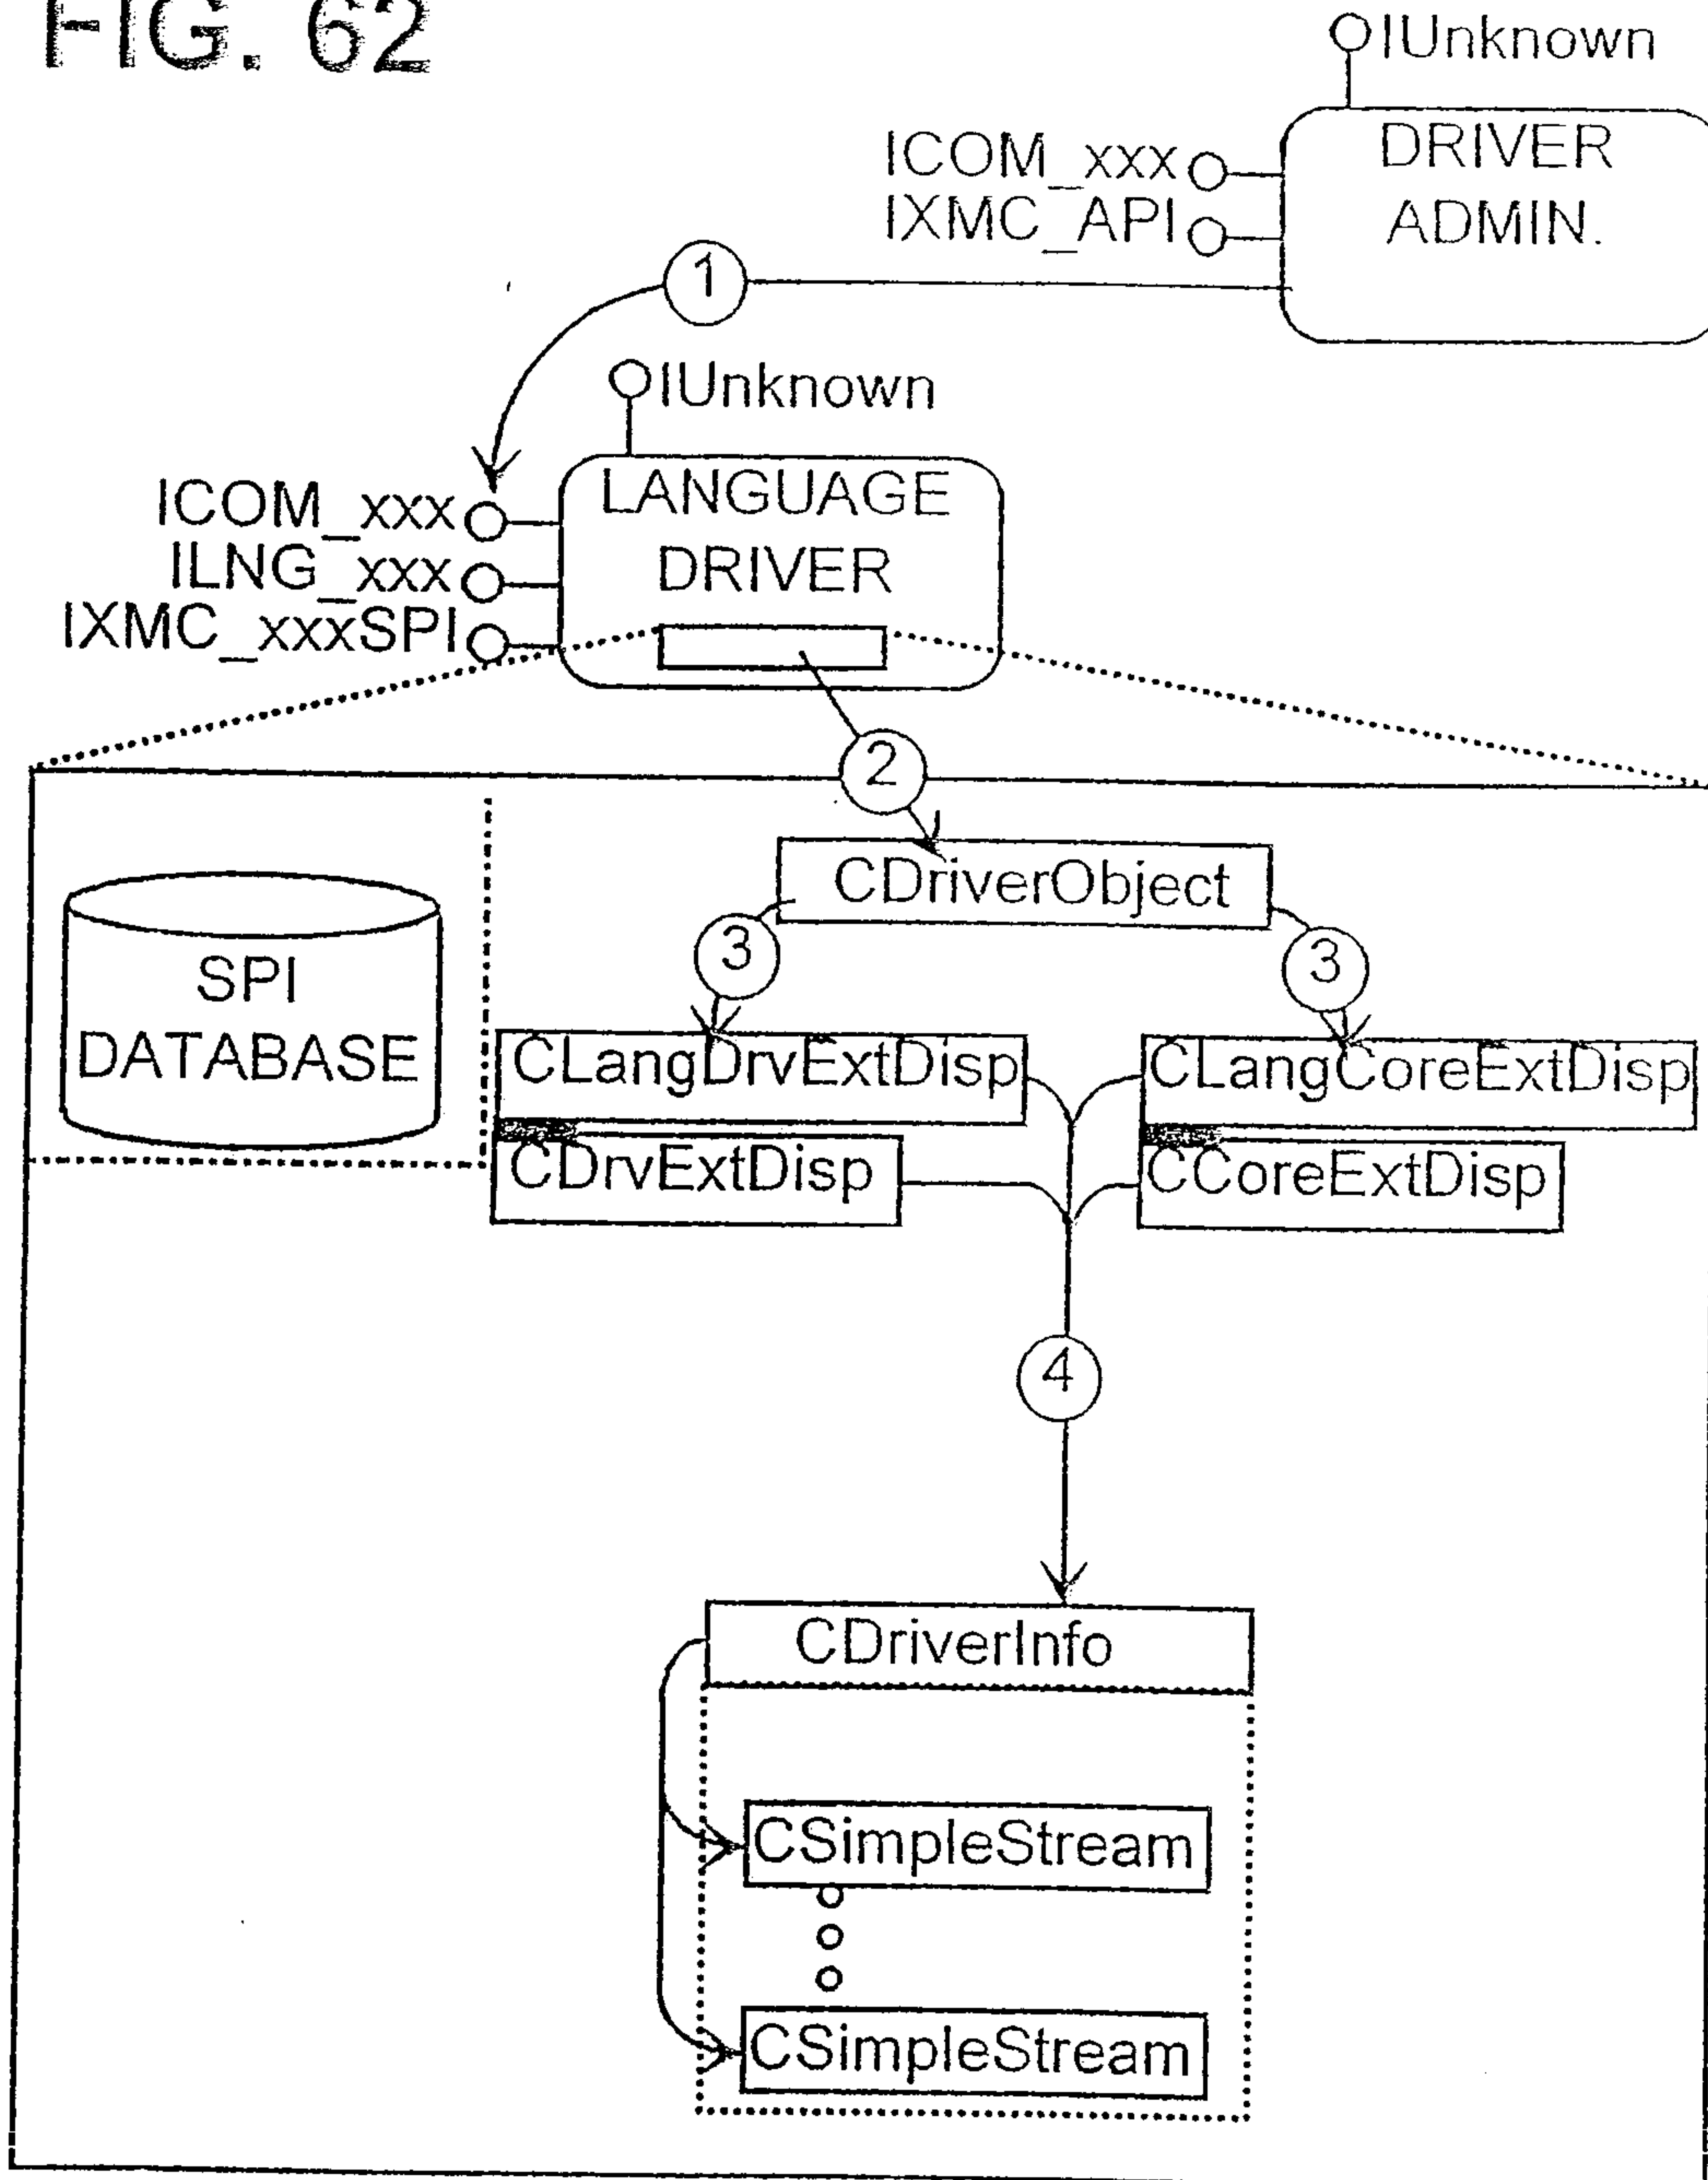 FIG. 62
IUnknown
DRIVER
ADMIN.
ICOM_xxx
IXMC_API
1
IUnknown
LANGUAGE
DRIVER
ICOM_xxx
ILNG_xxx
IXMC_xxxSPI
2
CDriverObject
3
3
SPI
DATABASE
CLangDrvExtDisp
CLangCoreExtDisp
CDrvExtDisp
CCoreExtDisp
4
CDriverInfo
CSimpleStream
CSimpleStream